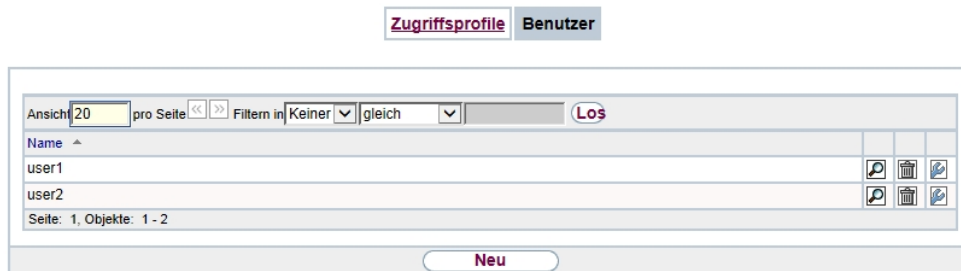 Zugriffsprofile Benutzer
Ansicht 20 pro Seite << >> Filtern in Keiner gleich Los
Name
user1
user2
Seite: 1, Objekte: 1 - 2
Neu